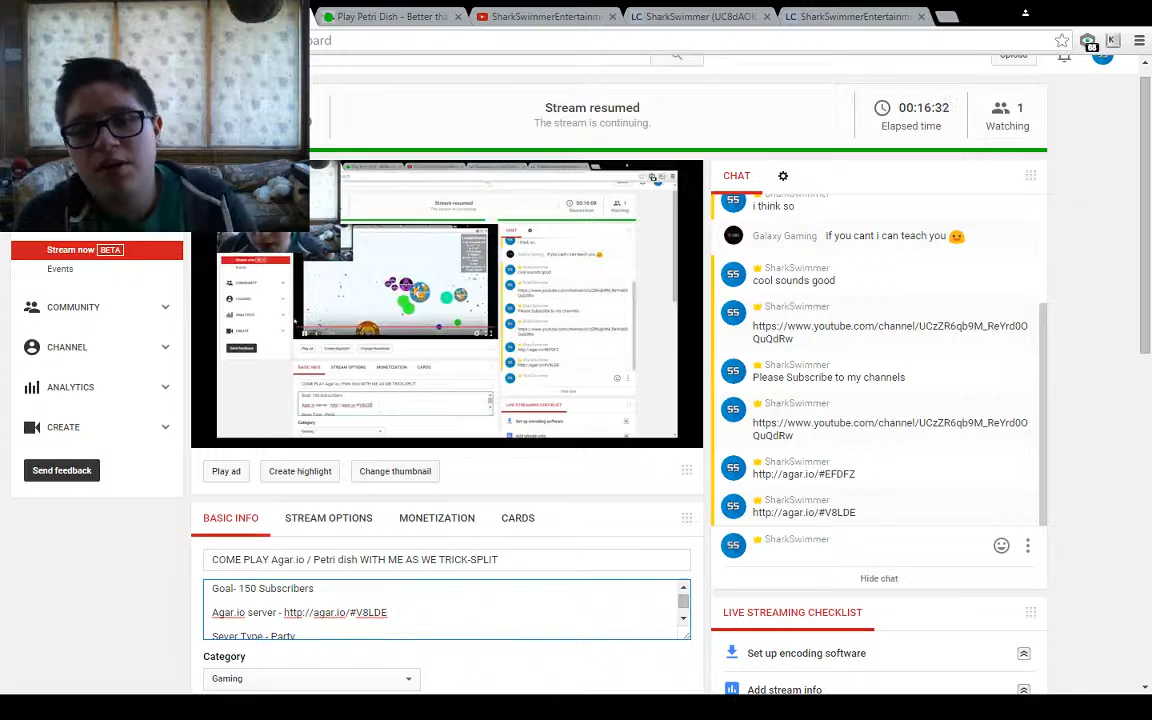 Play Petri Dish - Better tha
SharkSwimmerEntertainm
SharkSwimmer (UC8dAOK
SharkSwimmerEntertainm
ard
68
Upload
Stream resumed
The stream is continuing.
00:16:32
Elapsed time
1
Watching
Stream now BETA
Events
COMMUNITY
CHANNEL
ANALYTICS
CREATE
Send feedback
CHAT
SharkSwimmer
i think so
Galaxy Gaming if you cant i can teach you
SharkSwimmer
cool sounds good
SharkSwimmer
https://www.youtube.com/channel/UCzZR6qb9M_ReYrd0O
QuQdRw
SharkSwimmer
Please Subscribe to my channels
SharkSwimmer
https://www.youtube.com/channel/UCzZR6qb9M_ReYrd0O
QuQdRw
SharkSwimmer
http://agar.io/#EFDFZ
SharkSwimmer
http://agar.io/#V8LDE
SharkSwimmer
Hide chat
Play ad
Create highlight
Change thumbnail
BASIC INFO
STREAM OPTIONS
MONETIZATION
CARDS
COME PLAY Agar.io / Petri dish WITH ME AS WE TRICK-SPLIT
Goal- 150 Subscribers
Agar.io server - http://agar.io/#V8LDE
Sever Type - Party
Category
Gaming
LIVE STREAMING CHECKLIST
Set up encoding software
Add stream info